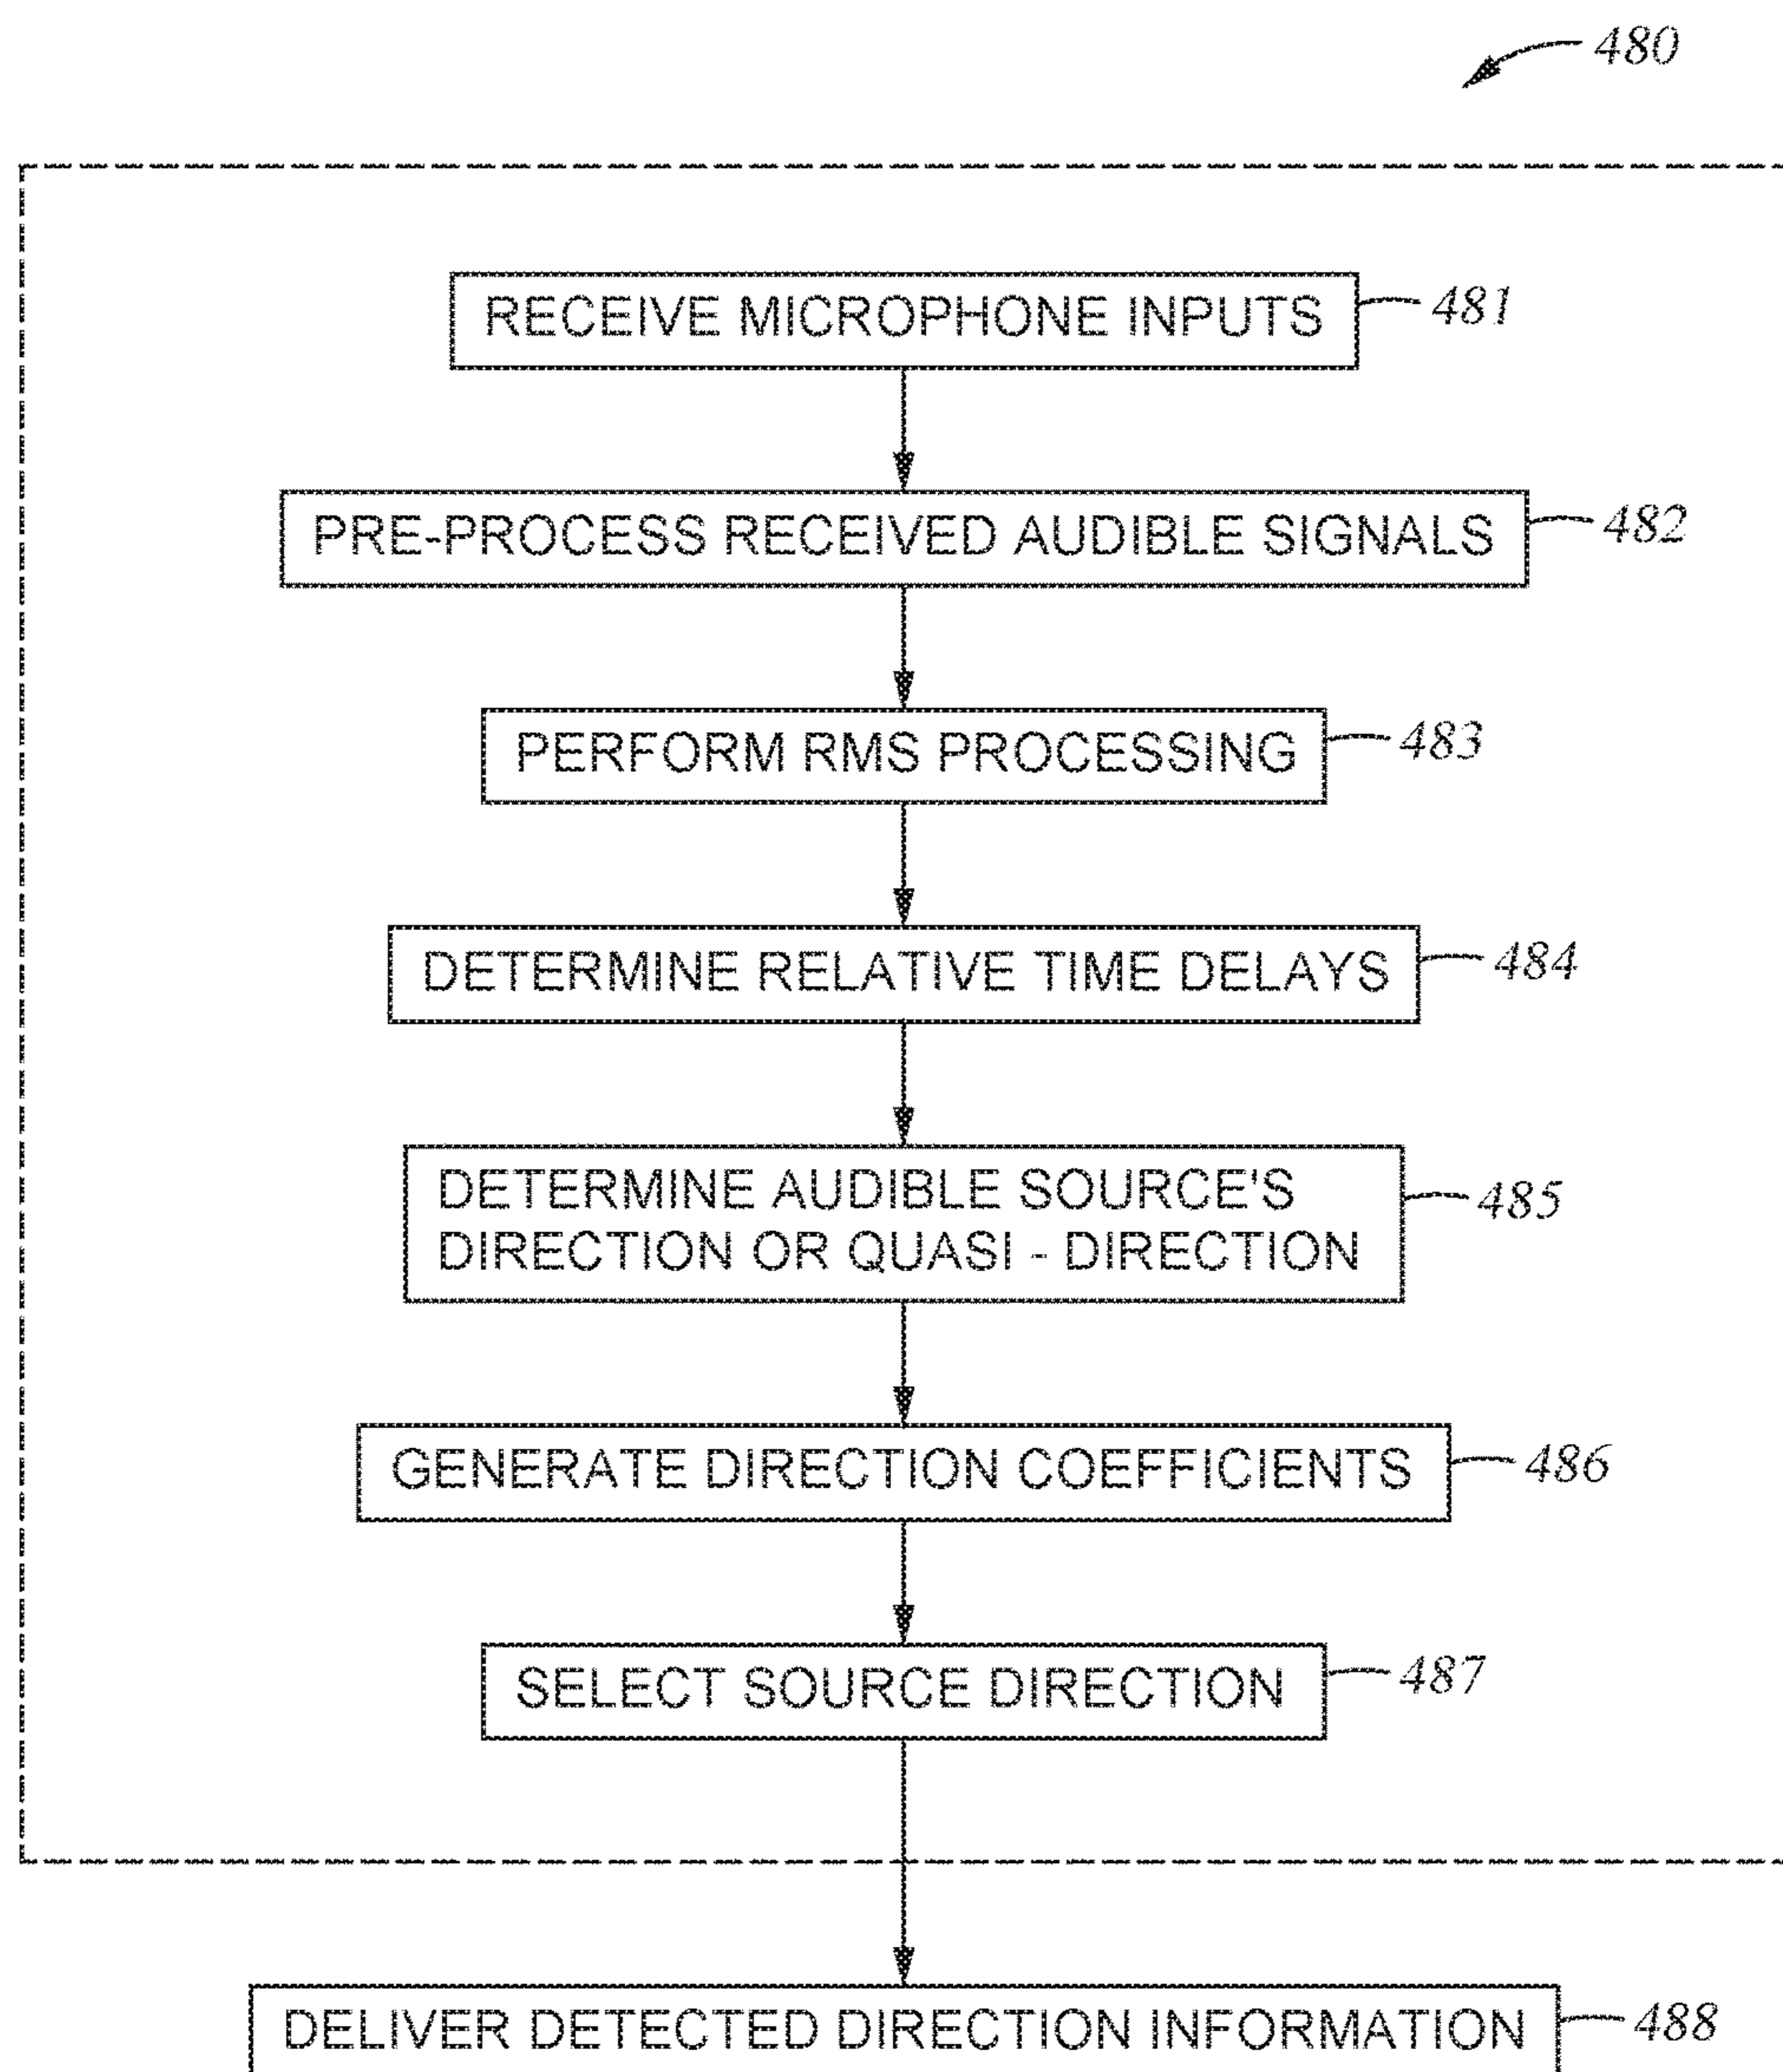 480
RECEIVE MICROPHONE INPUTS 481
PRE-PROCESS RECEIVED AUDIBLE SIGNALS 482
PERFORM RMS PROCESSING 483
DETERMINE RELATIVE TIME DELAYS 484
DETERMINE AUDIBLE SOURCE'S
DIRECTION OR QUASI - DIRECTION 485
GENERATE DIRECTION COEFFICIENTS 486
SELECT SOURCE DIRECTION 487
DELIVER DETECTED DIRECTION INFORMATION 488